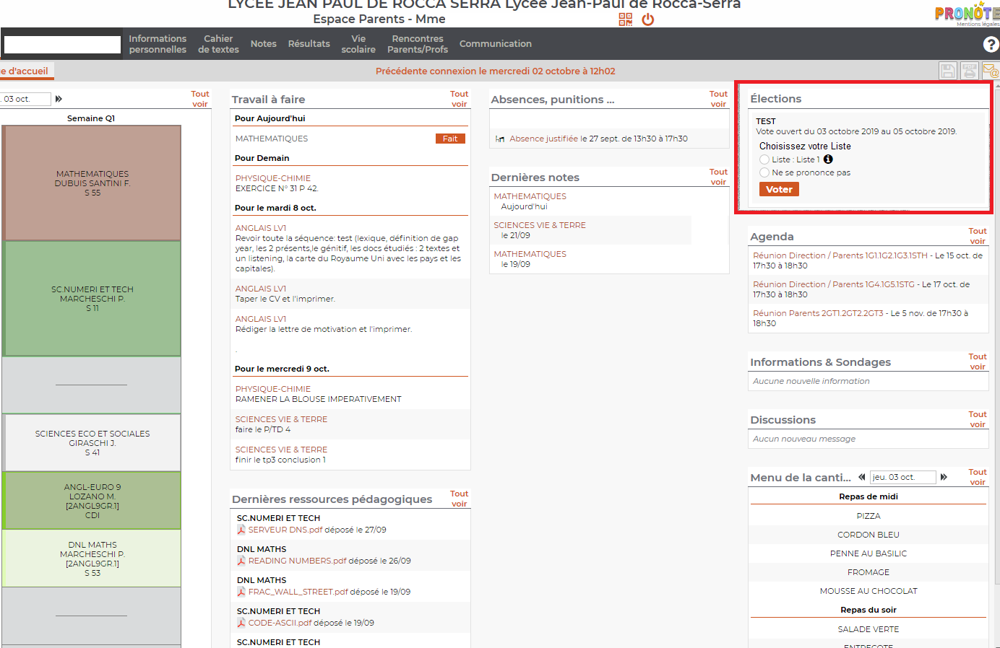 LYCEE JEAN PAUL DE ROCCA SERRA Lycée Jean-Paul de Rocca-Serra
Espace Parents - Mme
PRONOTE
Mentions légales
Informations personnelles
Cahier de textes
Notes
Résultats
Vie scolaire
Rencontres Parents/Profs
Communication
?
e d'accueil
Précédente connexion le mercredi 02 octobre à 12h02
. 03 oct.
Tout voir
Semaine Q1
MATHEMATIQUES
DUBUIS SANTINI F.
S 55
SC.NUMERI ET TECH
MARCHESCHI P.
S 11
SCIENCES ECO ET SOCIALES
GIRASCHI J.
S 41
ANGL-EURO 9
LOZANO M.
[2ANGL9GR.1]
CDI
DNL MATHS
MARCHESCHI P.
[2ANGL9GR.1]
S 53
Travail à faire
Tout voir
Pour Aujourd'hui
MATHEMATIQUES
Fait
Pour Demain
PHYSIQUE-CHIMIE
EXERCICE N° 31 P 42.
Pour le mardi 8 oct.
ANGLAIS LV1
Revoir toute la séquence: test (lexique, définition de gap
year, les 2 présents,le génitif, les docs étudiés : 2 textes et
un listening, la carte du Royaume Uni avec les pays et les
capitales).
ANGLAIS LV1
Taper le CV et l'imprimer.
ANGLAIS LV1
Rédiger la lettre de motivation et l'imprimer.
.
Pour le mercredi 9 oct.
PHYSIQUE-CHIMIE
RAMENER LA BLOUSE IMPERATIVEMENT
SCIENCES VIE & TERRE
faire le P/TD 4
SCIENCES VIE & TERRE
finir le tp3 conclusion 1
Dernières ressources pédagogiques
Tout voir
SC.NUMERI ET TECH
SERVEUR DNS.pdf déposé le 27/09
DNL MATHS
READING NUMBERS.pdf déposé le 26/09
DNL MATHS
FRAC_WALL_STREET.pdf déposé le 19/09
SC.NUMERI ET TECH
CODE-ASCII.pdf déposé le 19/09
SC.NUMERI ET TECH
Absences, punitions ...
Tout voir
Absence justifiée le 27 sept. de 13h30 à 17h30
Dernières notes
Tout voir
MATHEMATIQUES
Aujourd'hui
SCIENCES VIE & TERRE
le 21/09
MATHEMATIQUES
le 19/09
Élections
TEST
Vote ouvert du 03 octobre 2019 au 05 octobre 2019.
Choisissez votre Liste
Liste : Liste 1
Ne se prononce pas
Voter
Agenda
Tout voir
Réunion Direction / Parents 1G1.1G2.1G3.1STH - Le 15 oct. de
17h30 à 18h30
Réunion Direction / Parents 1G4.1G5.1STG - Le 17 oct. de
17h30 à 18h30
Réunion Parents 2GT1.2GT2.2GT3 - Le 5 nov. de 17h30 à
18h30
Informations & Sondages
Tout voir
Aucune nouvelle information
Discussions
Tout voir
Aucun nouveau message
Menu de la canti...
jeu. 03 oct.
Tout voir
Repas de midi
PIZZA
CORDON BLEU
PENNE AU BASILIC
FROMAGE
MOUSSE AU CHOCOLAT
Repas du soir
SALADE VERTE
ENTRECOTE